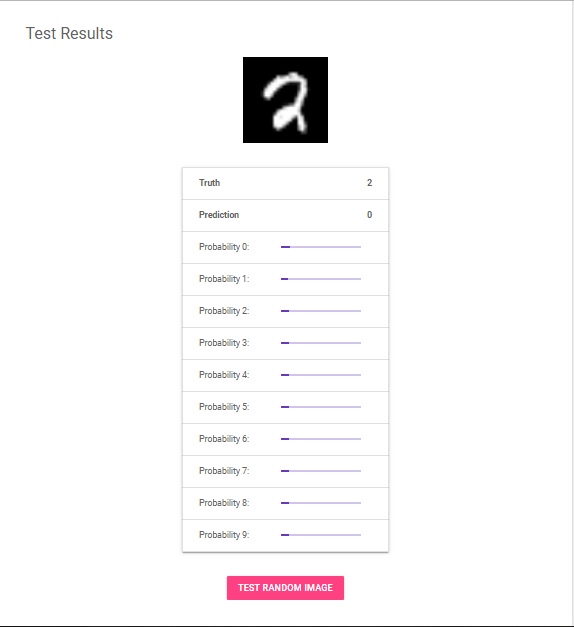 Test Results
2
Truth 2
Prediction 0
Probability 0:
Probability 1:
Probability 2:
Probability 3:
Probability 4:
Probability 5:
Probability 6:
Probability 7:
Probability 8:
Probability 9:
TEST RANDOM IMAGE